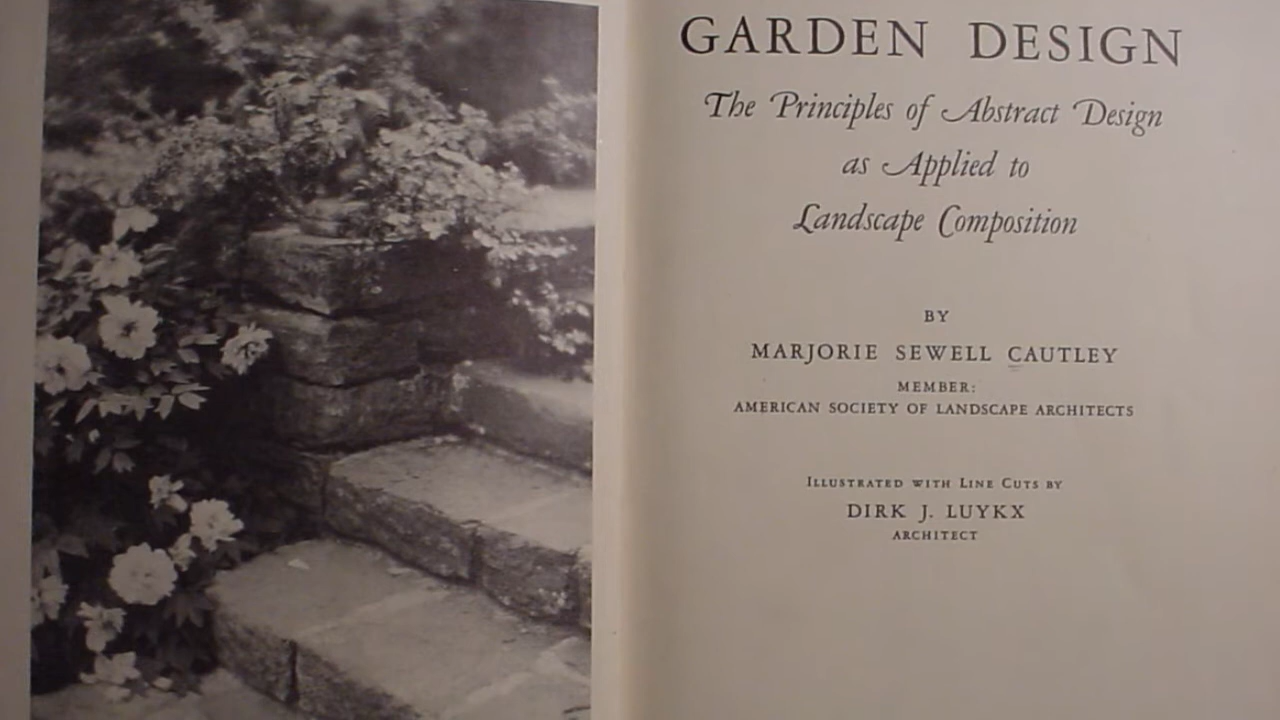 GARDEN DESIGN
The Principles of Abstract Design
as Applied to
Landscape Composition
BY
MARJORIE SEWELL CAUTLEY
MEMBER:
AMERICAN SOCIETY OF LANDSCAPE ARCHITECTS
ILLUSTRATED WITH LINE CUTS BY
DIRK J. LUYKX
ARCHITECT